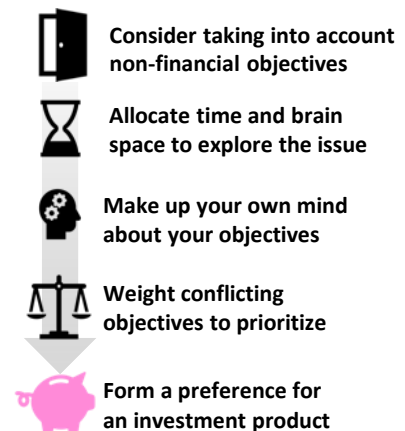 Consider taking into account
non-financial objectives
Allocate time and brain
space to explore the issue
Make up your own mind
about your objectives
Weight conflicting
objectives to prioritize
Form a preference for
an investment product